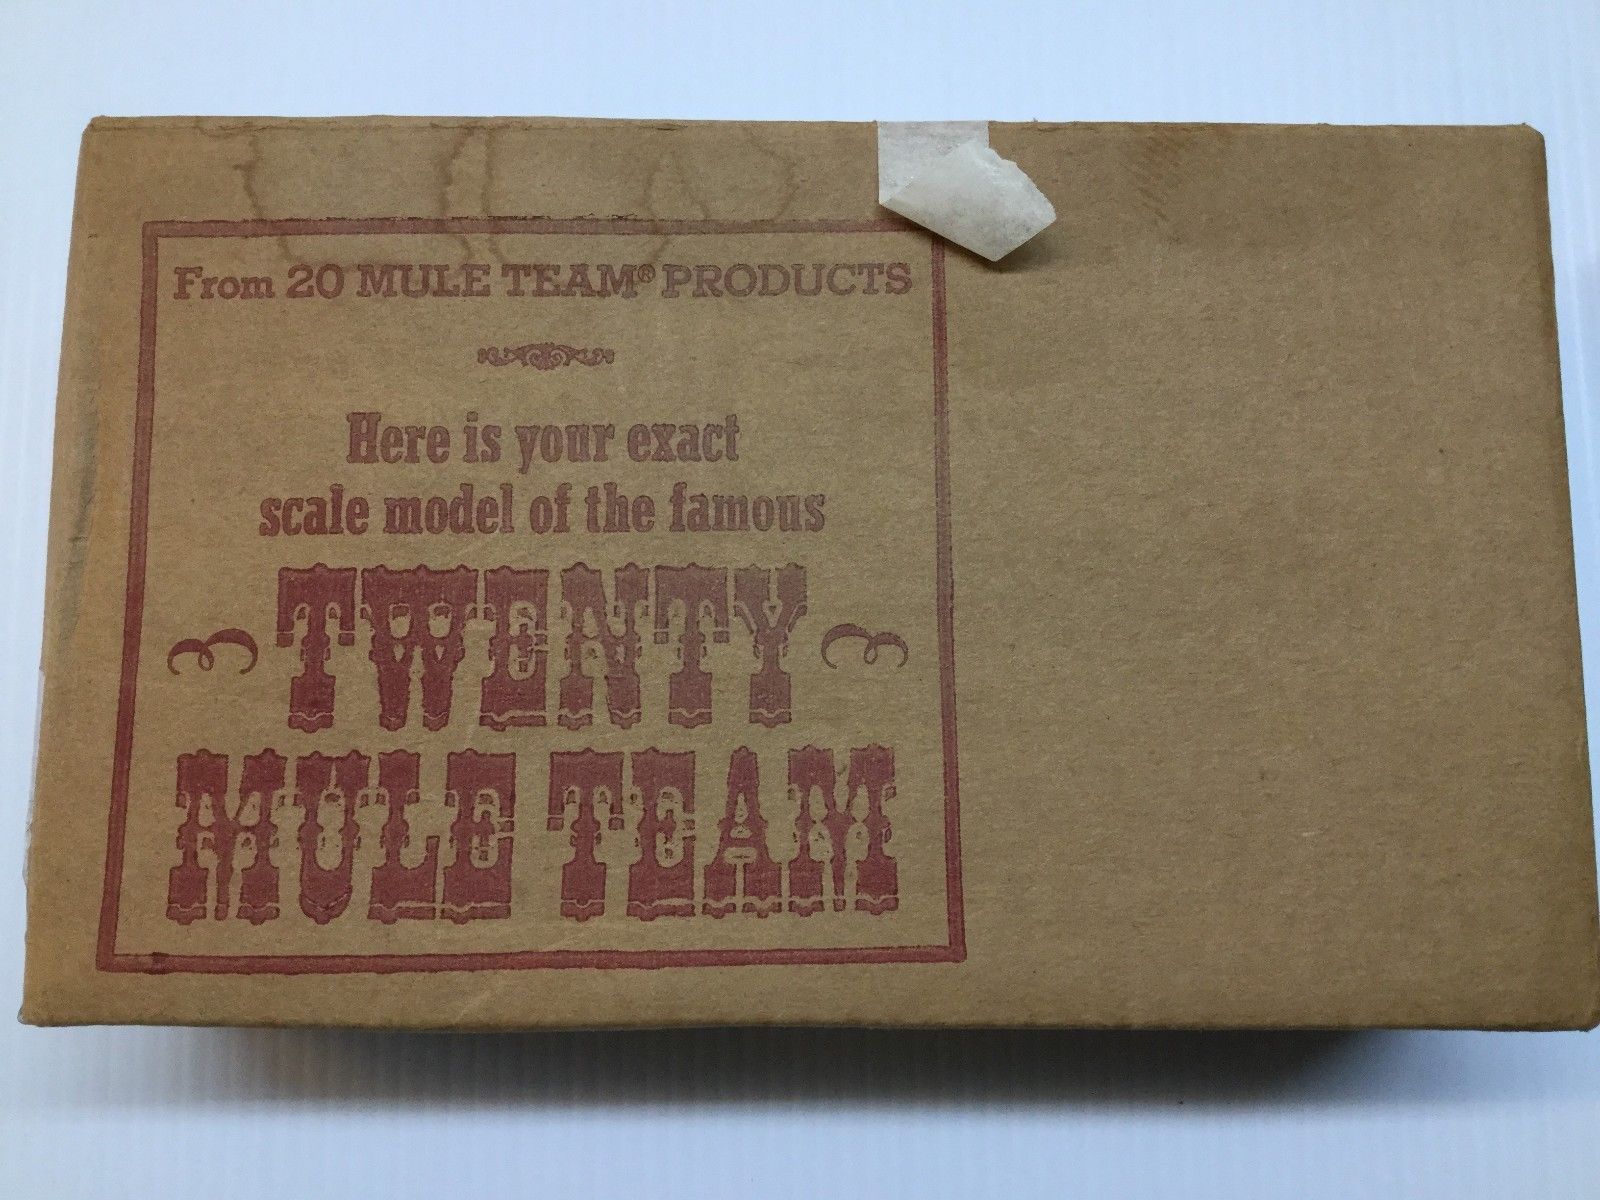 From 20 MULE TEAM® PRODUCTS
Here is your exact
scale model of the famous
TWENTY
MULE TEAM